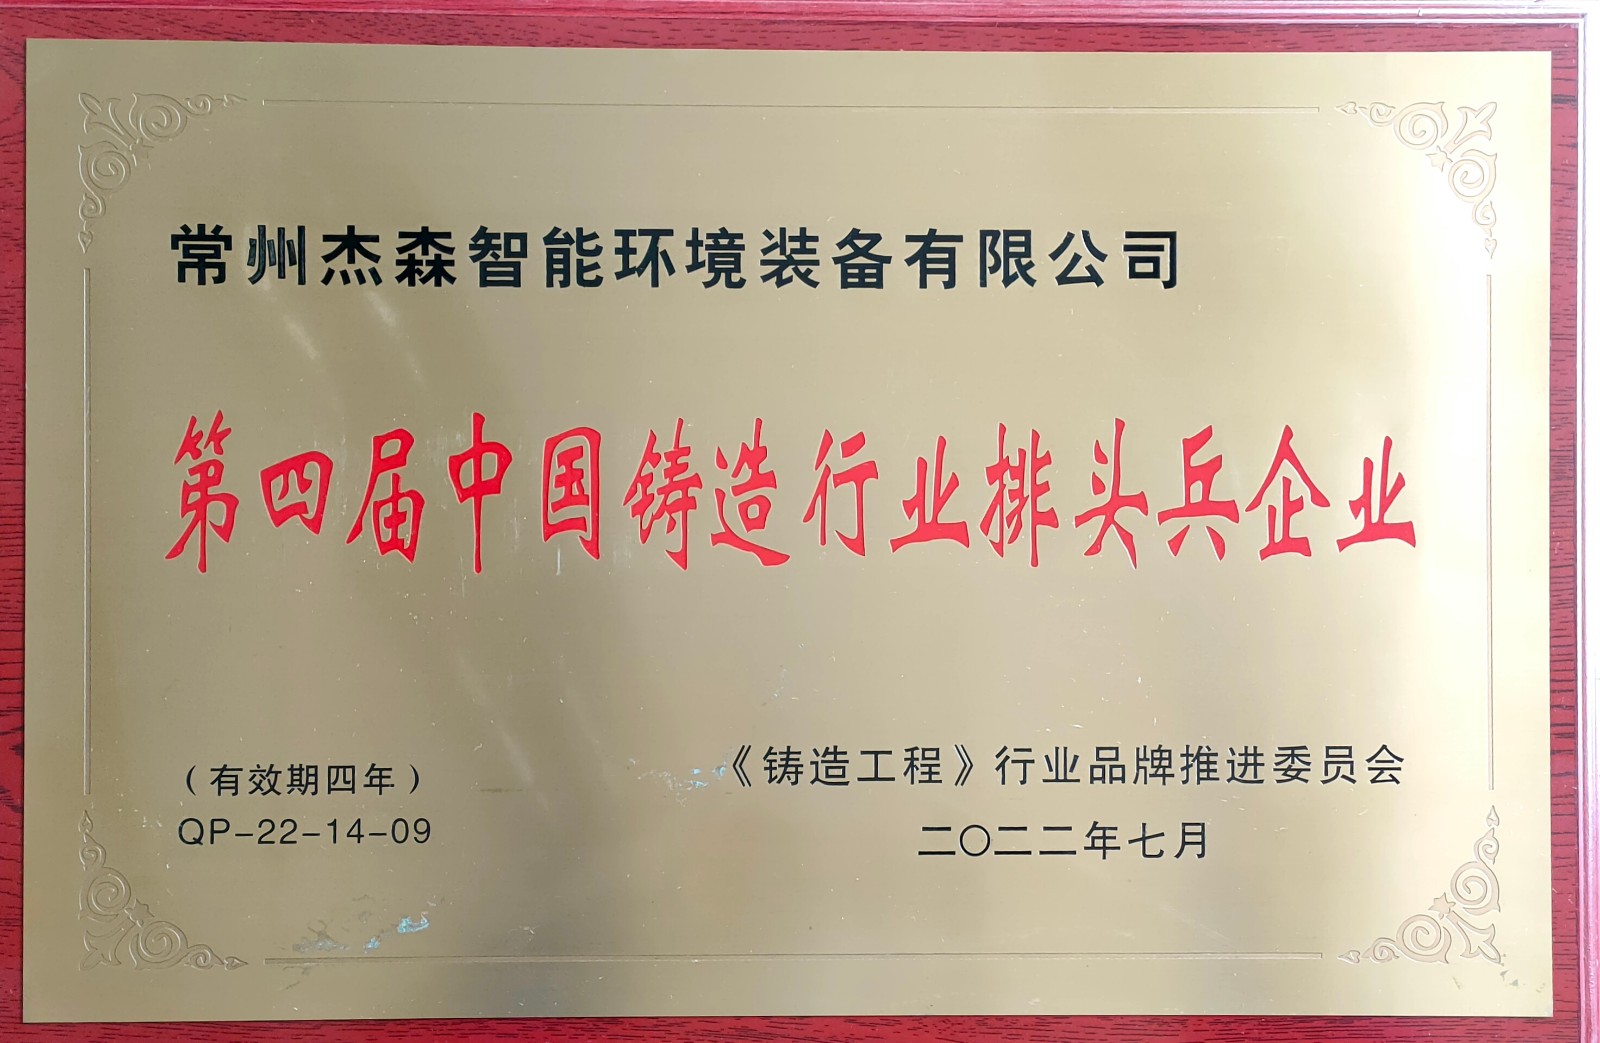 常州杰森智能环境装备有限公司
第四届中国铸造行业排头兵企业
（有效期四年）
QP-22-14-09
《铸造工程》行业品牌推进委员会
二〇二二年七月